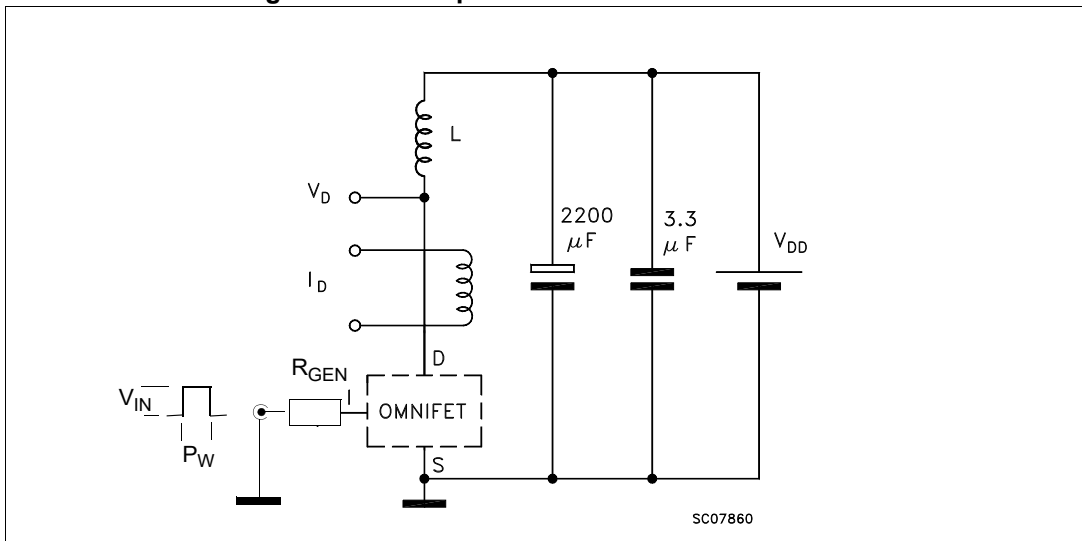 L
V_D
2200
μF
3.3
μF
V_DD
I_D
D
R_GEN
I
V_IN
OMNIFET
P_W
S
SC07860